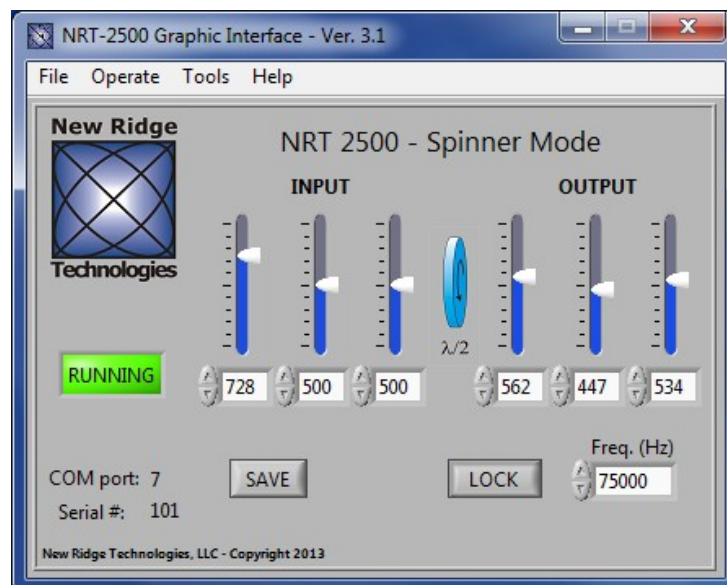 NRT-2500 Graphic Interface - Ver. 3.1
File Operate Tools Help
New Ridge
Technologies
NRT 2500 - Spinner Mode
INPUT OUTPUT
λ/2
RUNNING
728 500 500 562 447 534
Freq. (Hz)
75000
COM port: 7
Serial #: 101
SAVE
LOCK
New Ridge Technologies, LLC - Copyright 2013